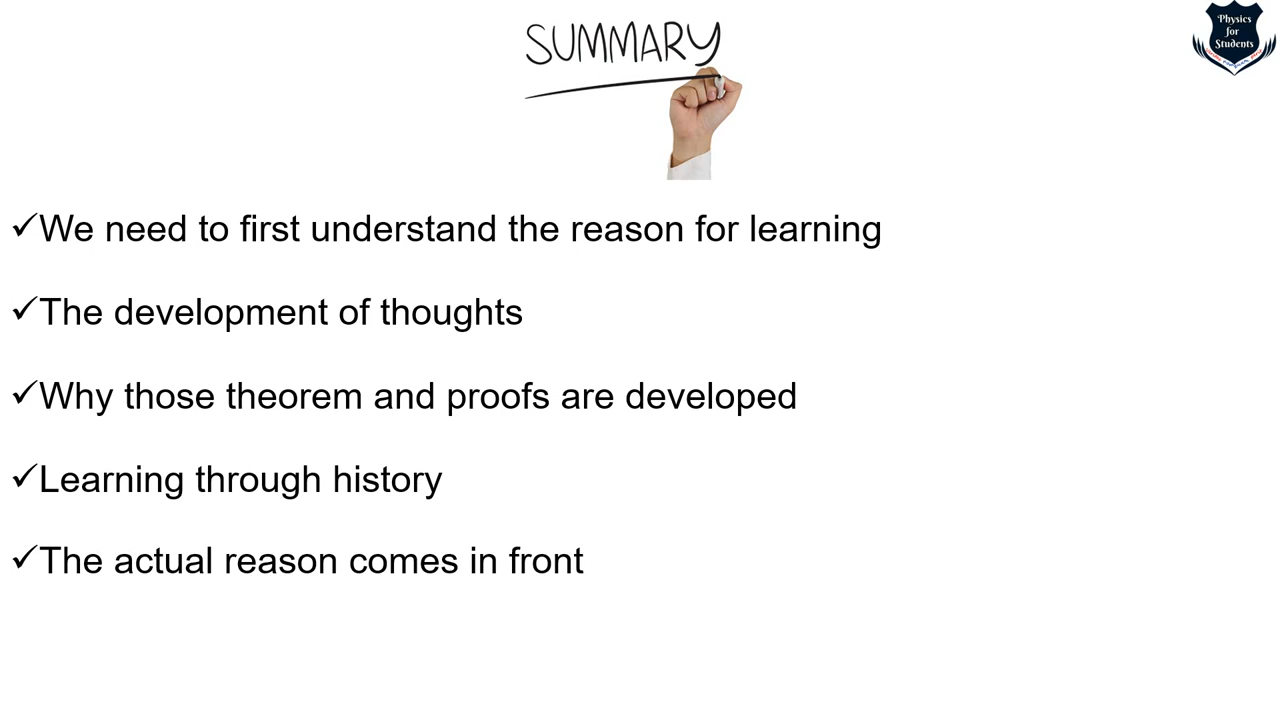 SUMMARY
Physics
for
Students
✓We need to first understand the reason for learning
✓The development of thoughts
✓Why those theorem and proofs are developed
✓Learning through history
✓The actual reason comes in front